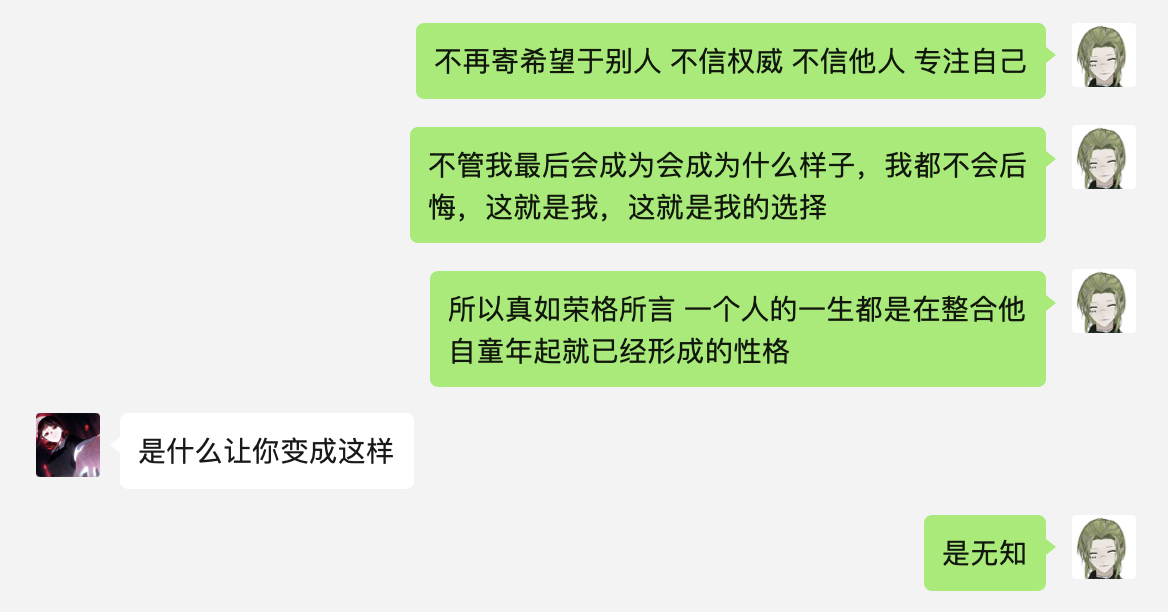 不再寄希望于别人 不信权威 不信他人 专注自己
不管我最后会成为会成为什么样子，我都不会后
悔，这就是我，这就是我的选择
所以真如荣格所言 一个人的一生都是在整合他
自童年起就已经形成的性格
是什么让你变成这样
是无知